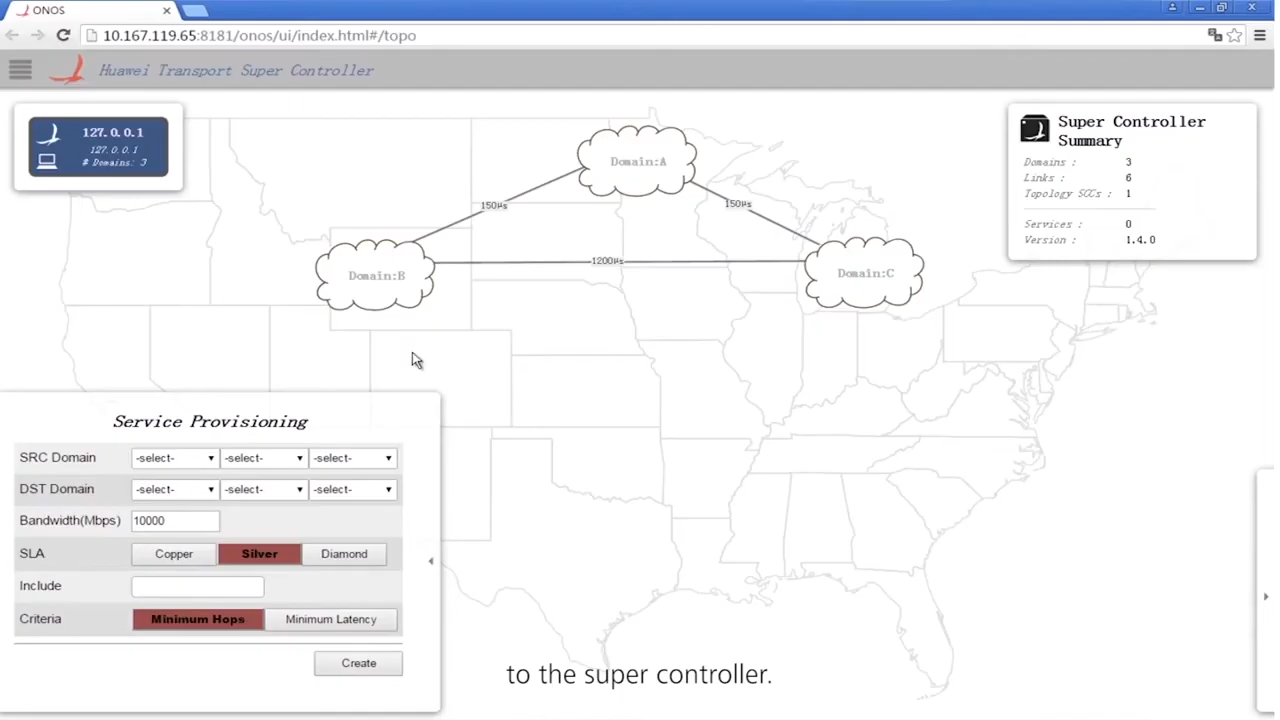 ONOS
10.167.119.65:8181/onos/ui/index.html#/topo
Huawei Transport Super Controller
127.0.0.1
127.0.0.1
# Domains: 3
Super Controller
Summary
Domains : 3
Links : 6
Topology SCCs : 1
Services : 0
Version : 1.4.0
Domain:A
150μs
150μs
Domain:B
1200μs
Domain:C
Service Provisioning
SRC Domain -select- -select- -select-
DST Domain -select- -select- -select-
Bandwidth(Mbps) 10000
SLA Copper Silver Diamond
Include
Criteria Minimum Hops Minimum Latency
Create
to the super controller.